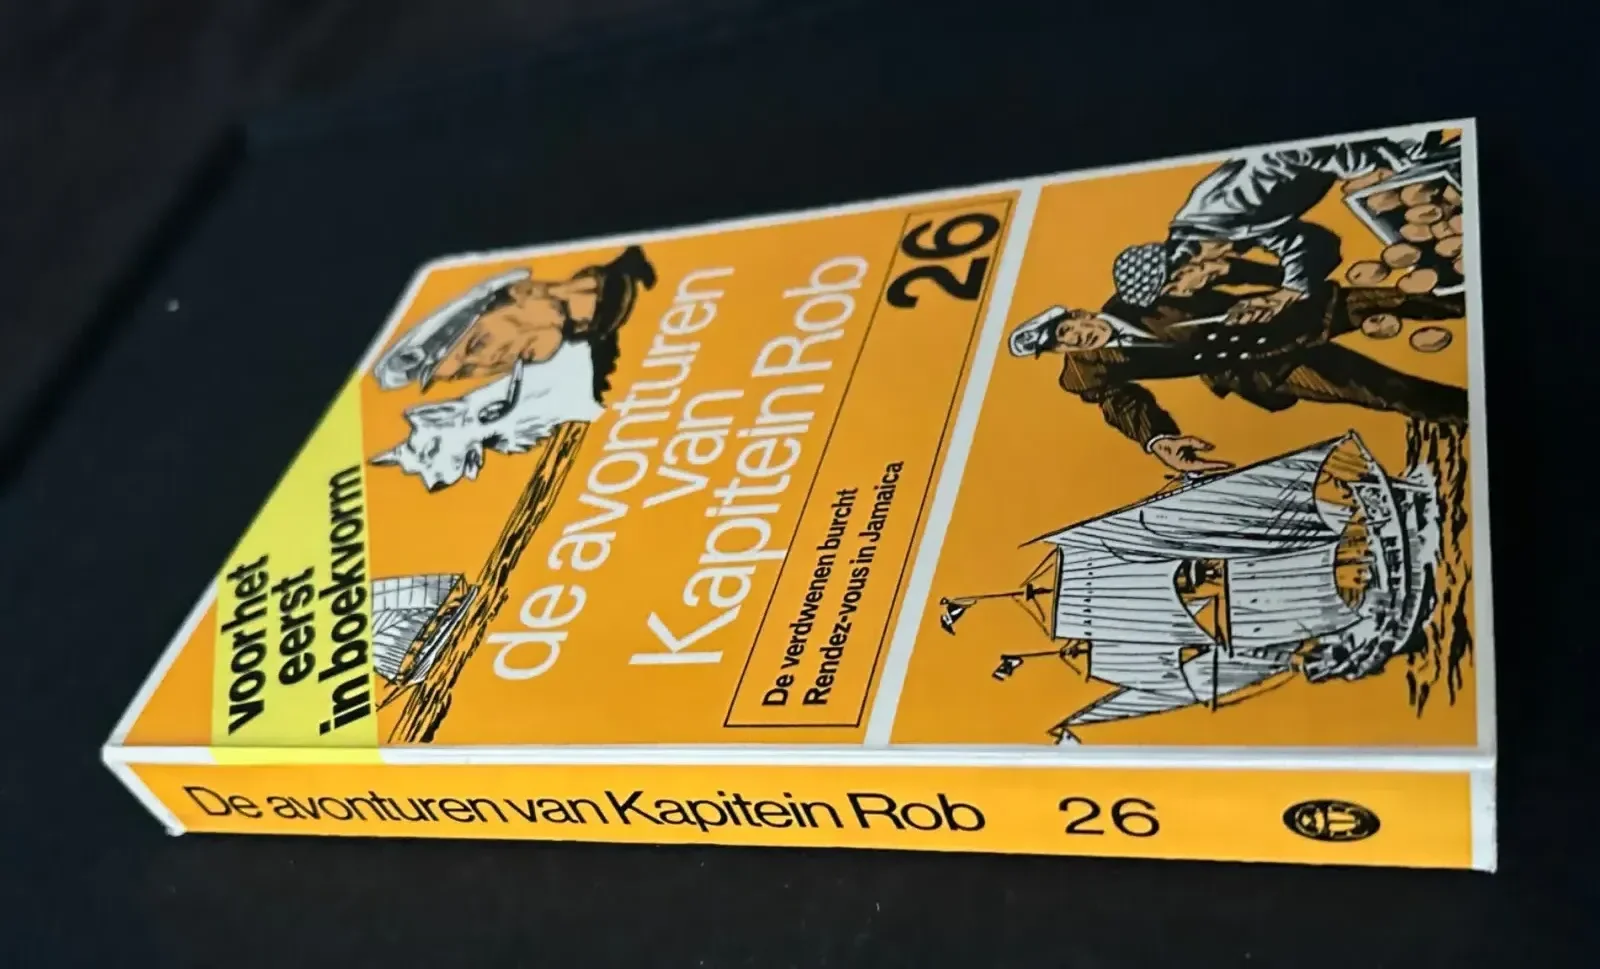 voor het
eerst
in boekvorm
de avonturen
van
Kapitein Rob
26
De verdwenen burcht
Rendez-vous in Jamaica
De avonturen van Kapitein Rob 26